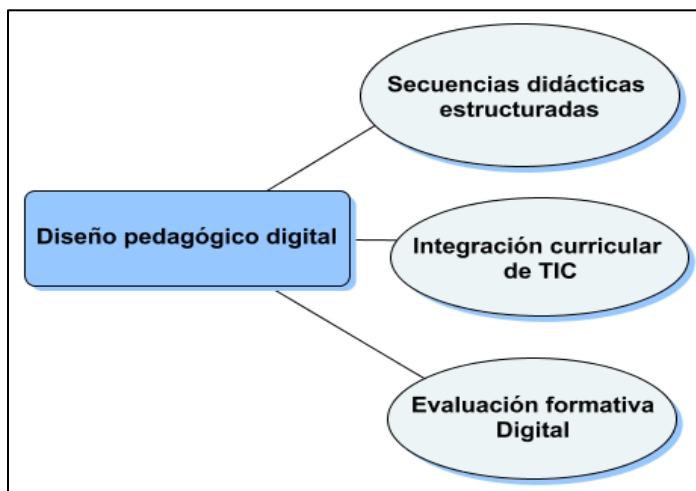 Secuencias didácticas
estructuradas
Diseño pedagógico digital
Integración curricular
de TIC
Evaluación formativa
Digital